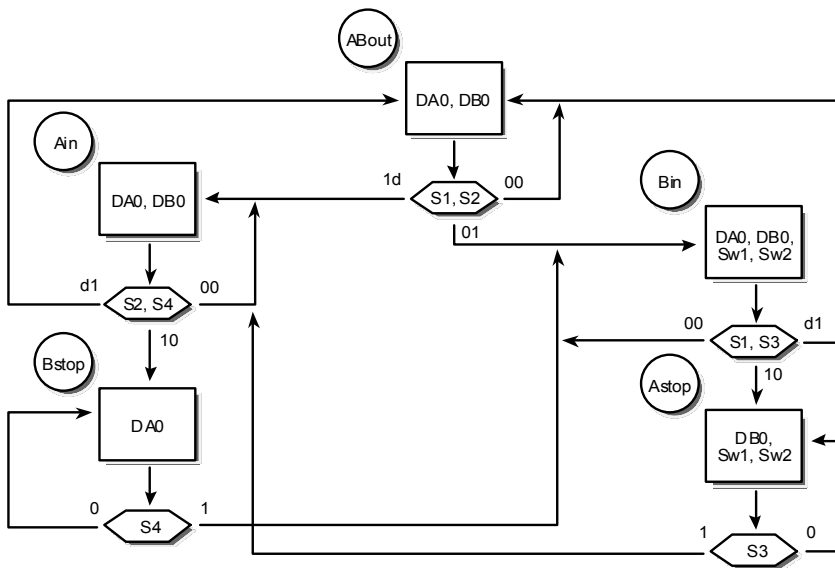 ABout
DA0, DB0
1d
S1, S2
00
01
Ain
DA0, DB0
d1
S2, S4
00
10
Bin
DA0, DB0,
Sw1, Sw2
00
S1, S3
d1
10
Bstop
DA0
0
S4
1
Astop
DB0,
Sw1, Sw2
1
S3
0